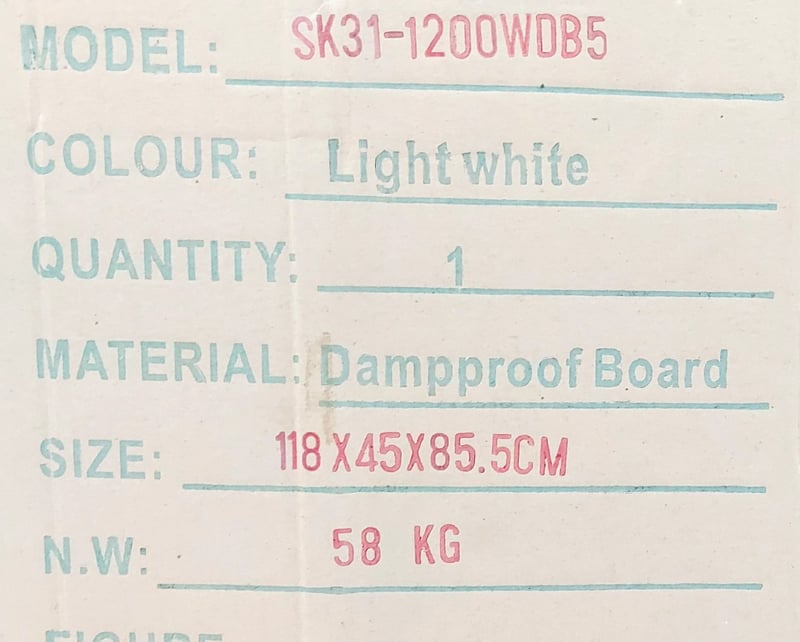 MODEL: SK31-1200WDB5
COLOUR: Light white
QUANTITY: 1
MATERIAL: Dampproof Board
SIZE: 118X45X85.5CM
N.W: 58 KG